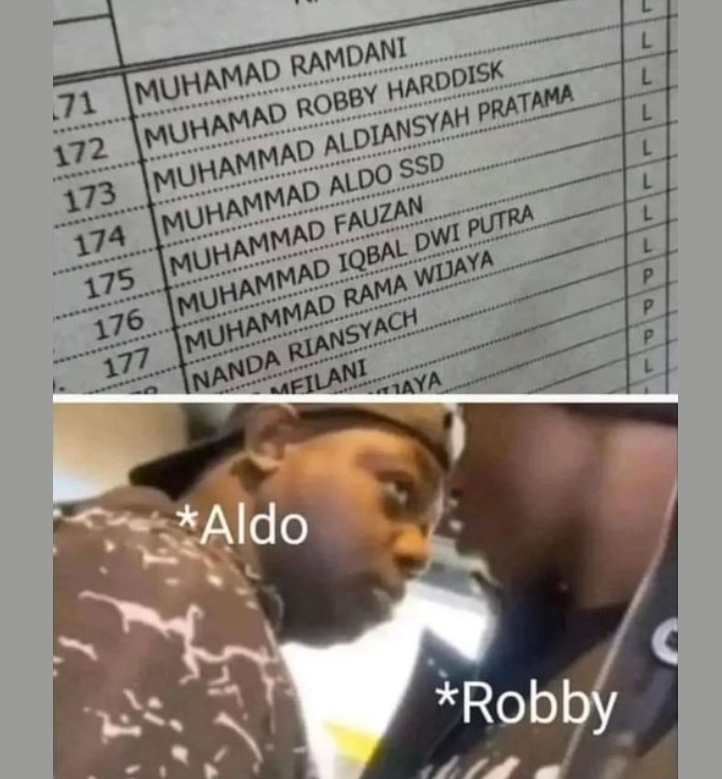 L
171 MUHAMAD RAMDANI L
172 MUHAMAD ROBBY HARDDISK L
173 MUHAMMAD ALDIANSYAH PRATAMA L
174 MUHAMMAD ALDO SSD L
175 MUHAMMAD FAUZAN L
176 MUHAMMAD IQBAL DWI PUTRA L
177 MUHAMMAD RAMA WIJAYA L
NANDA RIANSYACH P
MEILANI P
P
L
*Aldo
*Robby